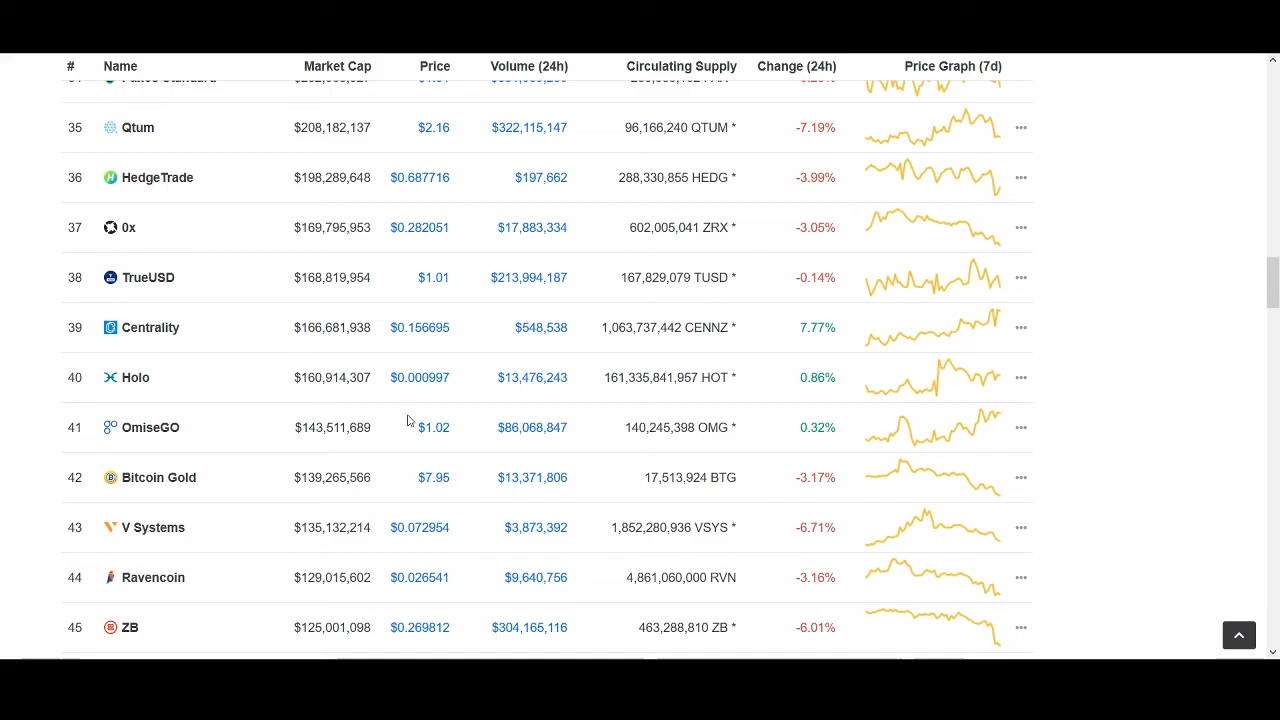 # Name Market Cap Price Volume (24h) Circulating Supply Change (24h) Price Graph (7d)
35 Qtum $208,182,137 $2.16 $322,115,147 96,166,240 QTUM * -7.19%
36 HedgeTrade $198,289,648 $0.687716 $197,662 288,330,855 HEDG * -3.99%
37 0x $169,795,953 $0.282051 $17,883,334 602,005,041 ZRX * -3.05%
38 TrueUSD $168,819,954 $1.01 $213,994,187 167,829,079 TUSD * -0.14%
39 Centrality $166,681,938 $0.156695 $548,538 1,063,737,442 CENNZ * 7.77%
40 Holo $160,914,307 $0.000997 $13,476,243 161,335,841,957 HOT * 0.86%
41 OmiseGO $143,511,689 $1.02 $86,068,847 140,245,398 OMG * 0.32%
42 Bitcoin Gold $139,265,566 $7.95 $13,371,806 17,513,924 BTG -3.17%
43 V Systems $135,132,214 $0.072954 $3,873,392 1,852,280,936 VSYS * -6.71%
44 Ravencoin $129,015,602 $0.026541 $9,640,756 4,861,060,000 RVN -3.16%
45 ZB $125,001,098 $0.269812 $304,165,116 463,288,810 ZB * -6.01%